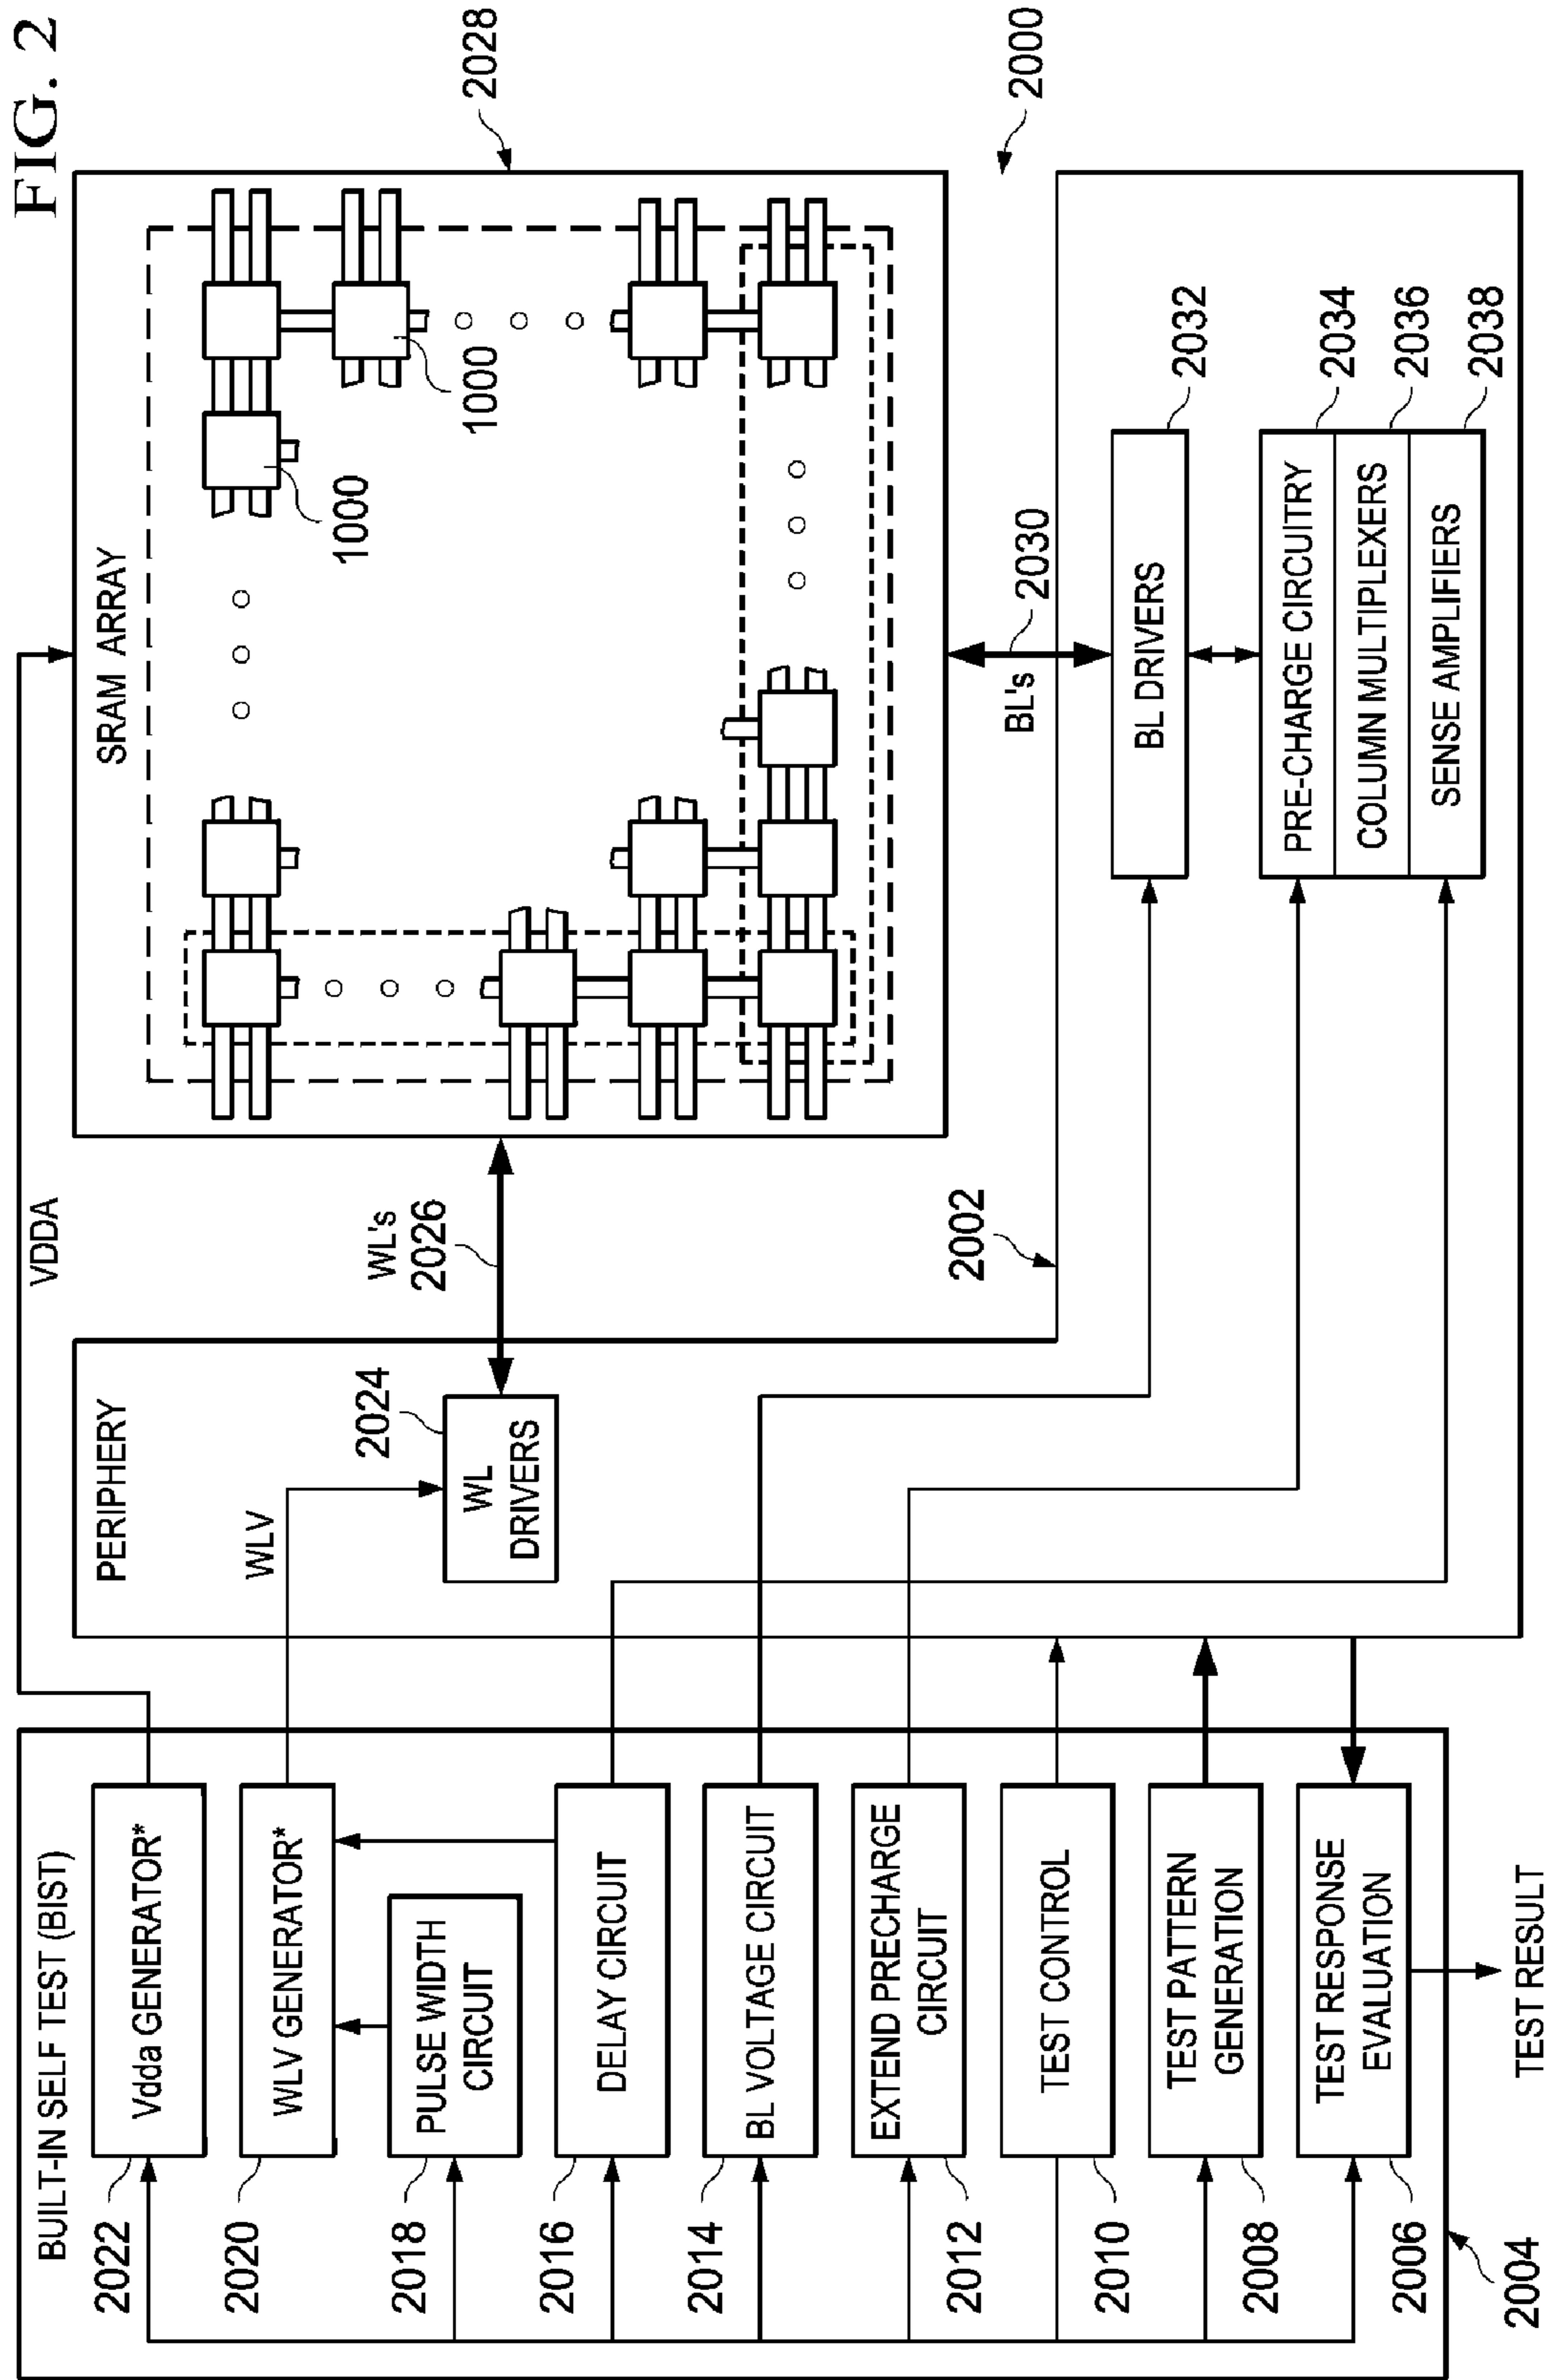 FIG. 2
BUILT-IN SELF TEST (BIST)
2022
Vdda GENERATOR*
2020
WLV GENERATOR*
2018
PULSE WIDTH
CIRCUIT
2016
DELAY CIRCUIT
2014
BL VOLTAGE CIRCUIT
2012
EXTEND PRECHARGE
CIRCUIT
2010
TEST CONTROL
2008
TEST PATTERN
GENERATION
2006
TEST RESPONSE
EVALUATION
2004
TEST RESULT
VDDA
PERIPHERY
WLV
2024
WL
DRIVERS
WL's
2026
2002
SRAM ARRAY
1000
1000
2028
BL's
2030
2000
BL DRIVERS
2032
PRE-CHARGE CIRCUITRY
2034
COLUMN MULTIPLEXERS
2036
SENSE AMPLIFIERS
2038